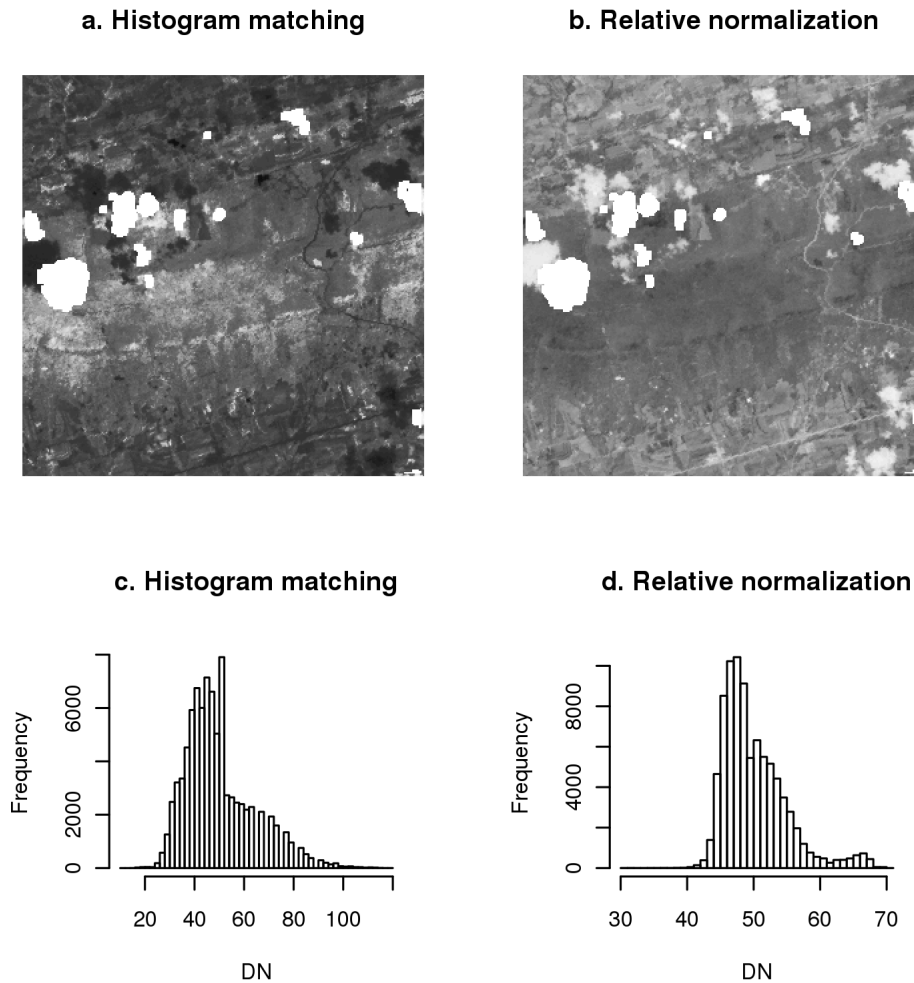 a. Histogram matching
b. Relative normalization
c. Histogram matching
d. Relative normalization
Frequency
0 2000 6000
20 40 60 80 100
DN
Frequency
0 4000 8000
30 40 50 60 70
DN